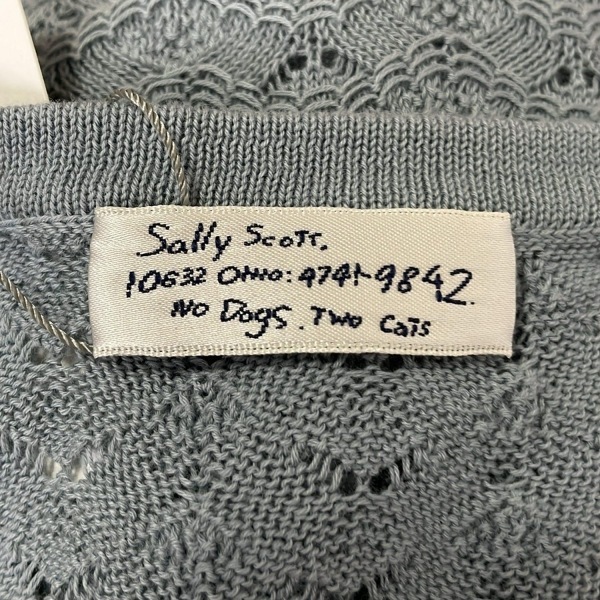 Sally Scott.
10632 OHIO: 4741-9842.
No Dogs. Two Cats